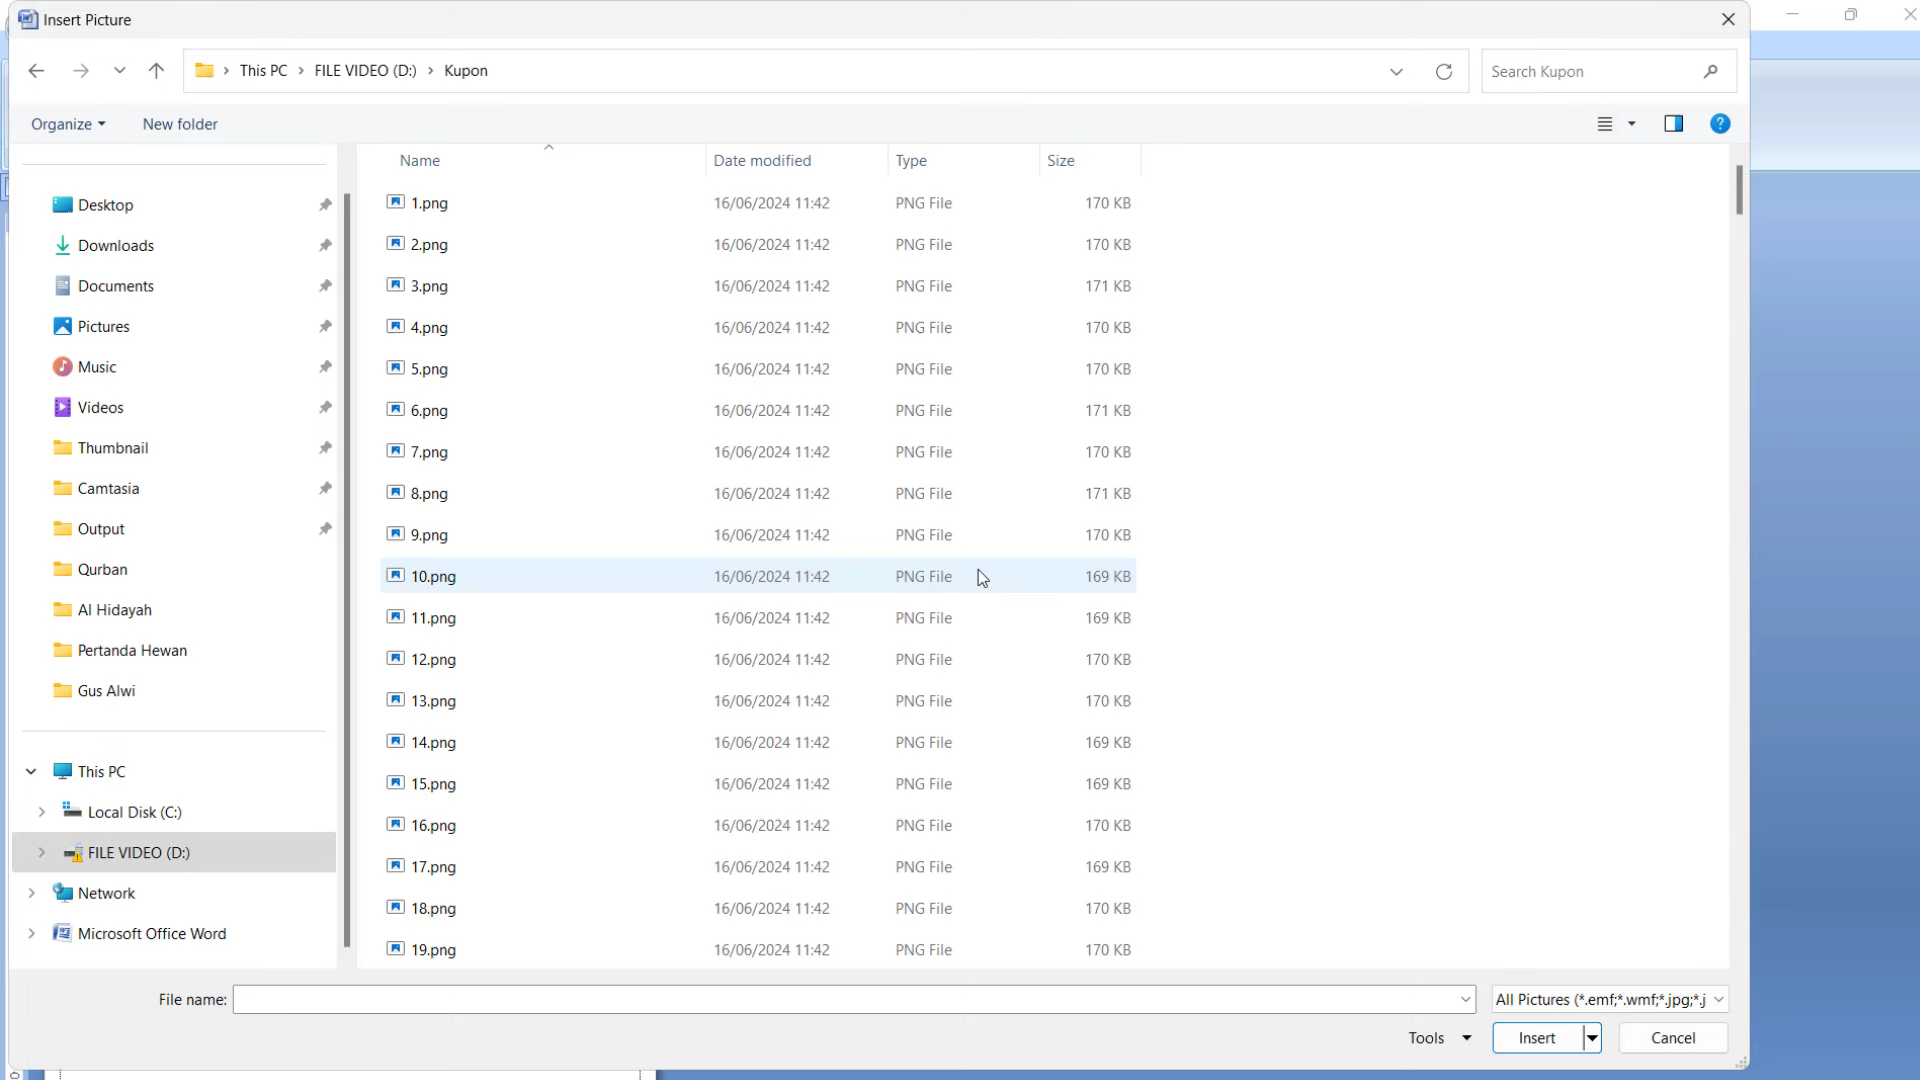 Insert Picture
This PC > FILE VIDEO (D:) > Kupon
Search Kupon
Organize
New folder
Name Date modified Type Size
Desktop
Downloads
Documents
Pictures
Music
Videos
Thumbnail
Camtasia
Output
Qurban
Al Hidayah
Pertanda Hewan
Gus Alwi
This PC
Local Disk (C:)
FILE VIDEO (D:)
Network
Microsoft Office Word
1.png 16/06/2024 11:42 PNG File 170 KB
2.png 16/06/2024 11:42 PNG File 170 KB
3.png 16/06/2024 11:42 PNG File 171 KB
4.png 16/06/2024 11:42 PNG File 170 KB
5.png 16/06/2024 11:42 PNG File 170 KB
6.png 16/06/2024 11:42 PNG File 171 KB
7.png 16/06/2024 11:42 PNG File 170 KB
8.png 16/06/2024 11:42 PNG File 171 KB
9.png 16/06/2024 11:42 PNG File 170 KB
10.png 16/06/2024 11:42 PNG File 169 KB
11.png 16/06/2024 11:42 PNG File 169 KB
12.png 16/06/2024 11:42 PNG File 170 KB
13.png 16/06/2024 11:42 PNG File 170 KB
14.png 16/06/2024 11:42 PNG File 169 KB
15.png 16/06/2024 11:42 PNG File 169 KB
16.png 16/06/2024 11:42 PNG File 170 KB
17.png 16/06/2024 11:42 PNG File 169 KB
18.png 16/06/2024 11:42 PNG File 170 KB
19.png 16/06/2024 11:42 PNG File 170 KB
File name:
All Pictures (*.emf;*.wmf;*.jpg;*.j
Tools
Insert
Cancel